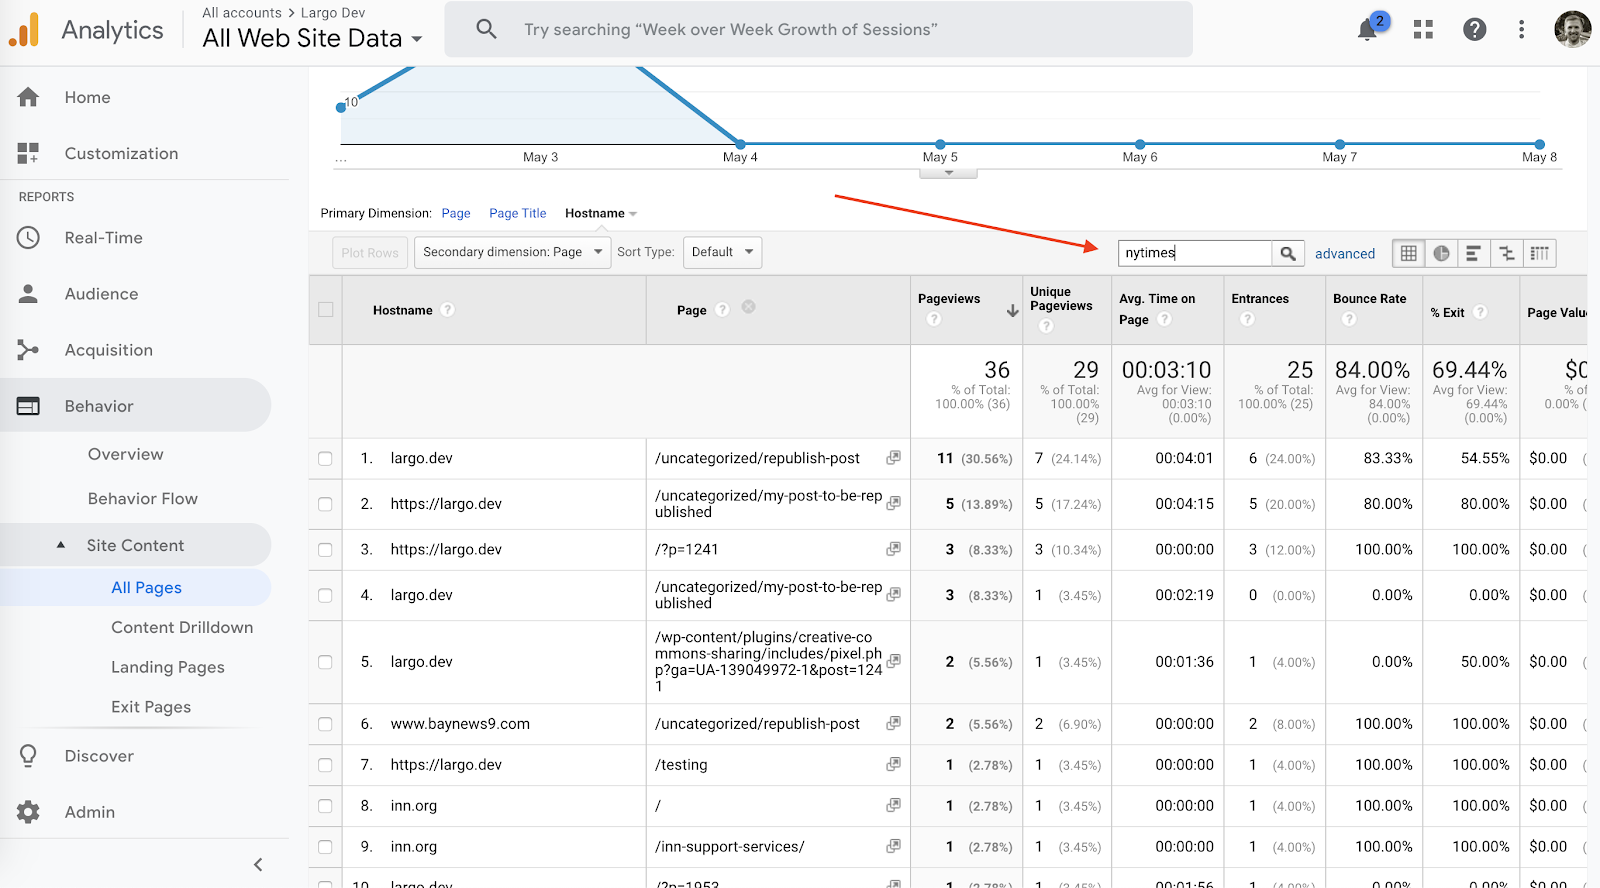 Analytics
All accounts > Largo Dev
All Web Site Data
Try searching “Week over Week Growth of Sessions”
2
Home
Customization
REPORTS
Real-Time
Audience
Acquisition
Behavior
Overview
Behavior Flow
Site Content
All Pages
Content Drilldown
Landing Pages
Exit Pages
Discover
Admin
10
... May 3 May 4 May 5 May 6 May 7 May 8
Primary Dimension: Page Page Title Hostname
Plot Rows Secondary dimension: Page Sort Type: Default nytimes advanced
Hostname ? Page ? Pageviews ? Unique Pageviews ? Avg. Time on Page ? Entrances ? Bounce Rate ? % Exit ? Page Valu
36 29 00:03:10 25 84.00% 69.44% $0
% of Total: 100.00% (36) % of Total: 100.00% (29) Avg for View: 00:03:10 (0.00%) % of Total: 100.00% (25) Avg for View: 84.00% (0.00%) Avg for View: 69.44% (0.00%) % of 0.00% (
1. largo.dev /uncategorized/republish-post 11 (30.56%) 7 (24.14%) 00:04:01 6 (24.00%) 83.33% 54.55% $0.00 (
2. https://largo.dev /uncategorized/my-post-to-be-rep
ublished 5 (13.89%) 5 (17.24%) 00:04:15 5 (20.00%) 80.00% 80.00% $0.00 (
3. https://largo.dev /?p=1241 3 (8.33%) 3 (10.34%) 00:00:00 3 (12.00%) 100.00% 100.00% $0.00 (
4. largo.dev /uncategorized/my-post-to-be-rep
ublished 3 (8.33%) 1 (3.45%) 00:02:19 0 (0.00%) 0.00% 0.00% $0.00 (
5. largo.dev /wp-content/plugins/creative-co
mmons-sharing/includes/pixel.ph
p?ga=UA-139049972-1&post=124
1 2 (5.56%) 1 (3.45%) 00:01:36 1 (4.00%) 0.00% 50.00% $0.00 (
6. www.baynews9.com /uncategorized/republish-post 2 (5.56%) 2 (6.90%) 00:00:00 2 (8.00%) 100.00% 100.00% $0.00 (
7. https://largo.dev /testing 1 (2.78%) 1 (3.45%) 00:00:00 1 (4.00%) 100.00% 100.00% $0.00 (
8. inn.org / 1 (2.78%) 1 (3.45%) 00:00:00 1 (4.00%) 100.00% 100.00% $0.00 (
9. inn.org /inn-support-services/ 1 (2.78%) 1 (3.45%) 00:00:00 1 (4.00%) 100.00% 100.00% $0.00 (
10. largo.dev /?p=1953 1 (2.78%) 1 (3.45%) 00:01:56 1 (4.00%) 0.00% 0.00% $0.00